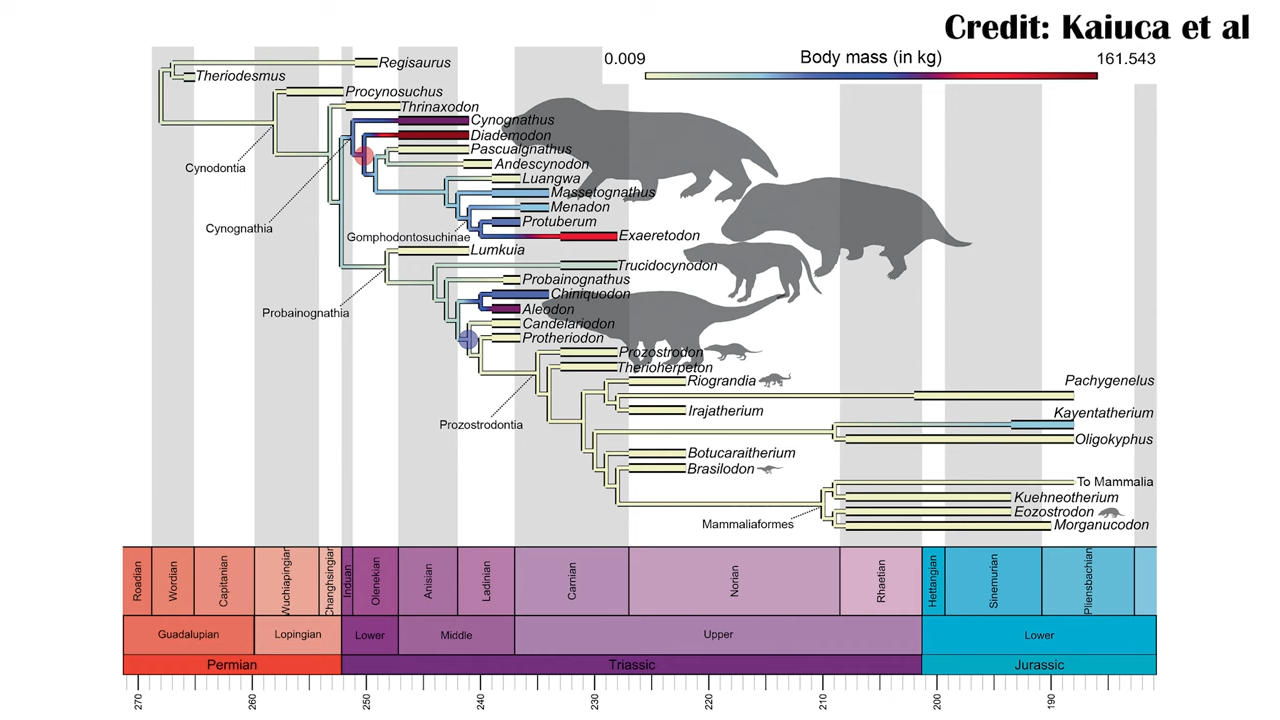 Credit: Kaiuca et al
0.009
Body mass (in kg)
161.543
Regisaurus
Theriodesmus
Procynosuchus
Thrinaxodon
Cynognathus
Diademodon
Pascualgnathus
Andescynodon
Cynodontia
Luangwa
Massetognathus
Menadon
Protuberum
Cynognathia
Gomphodontosuchinae
Exaeretodon
Lumkuia
Trucidocynodon
Probainognathus
Chiniquodon
Probainognathia
Aleodon
Candelariodon
Protheriodon
Prozostrodon
Therioherpeton
Riograndia
Pachygenelus
Irajatherium
Kayentatherium
Prozostrodontia
Oligokyphus
Botucaraitherium
Brasilodon
To Mammalia
Kuehneotherium
Eozostrodon
Mammaliaformes
Morganucodon
Roadian
Wordian
Capitanian
Wuchiapingian
Changhsingian
Induan
Olenekian
Anisian
Ladinian
Carnian
Norian
Rhaetian
Hettangian
Sinemurian
Pliensbachian
Guadalupian
Lopingian
Lower
Middle
Upper
Lower
Permian
Triassic
Jurassic
270
260
250
240
230
220
210
200
190